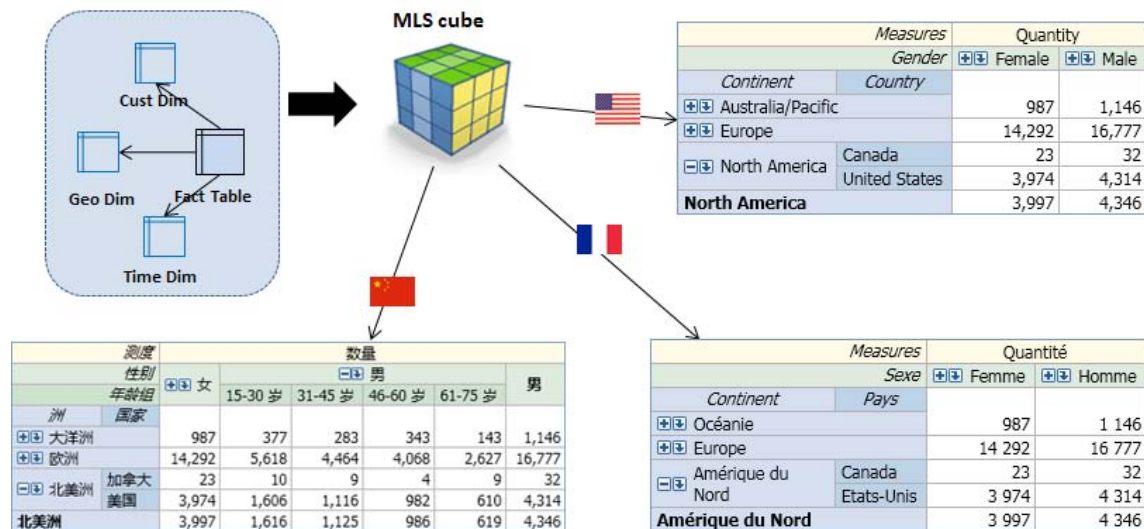 MLS cube
Cust Dim
Geo Dim
Fact Table
Time Dim
Measures Quantity
Gender Female Male
Continent Country
Australia/Pacific 987 1,146
Europe 14,292 16,777
North America Canada 23 32
United States 3,974 4,314
North America 3,997 4,346
测度 数量
性别 女 男 男
年龄组 15-30 岁 31-45 岁 46-60 岁 61-75 岁
洲 国家
大洋洲 987 377 283 343 143 1,146
欧洲 14,292 5,618 4,464 4,068 2,627 16,777
北美洲 加拿大 23 10 9 4 9 32
美国 3,974 1,606 1,116 982 610 4,314
北美洲 3,997 1,616 1,125 986 619 4,346
Measures Quantité
Sexe Femme Homme
Continent Pays
Océanie 987 1 146
Europe 14 292 16 777
Amérique du Nord Canada 23 32
Etats-Unis 3 974 4 314
Amérique du Nord 3 997 4 346